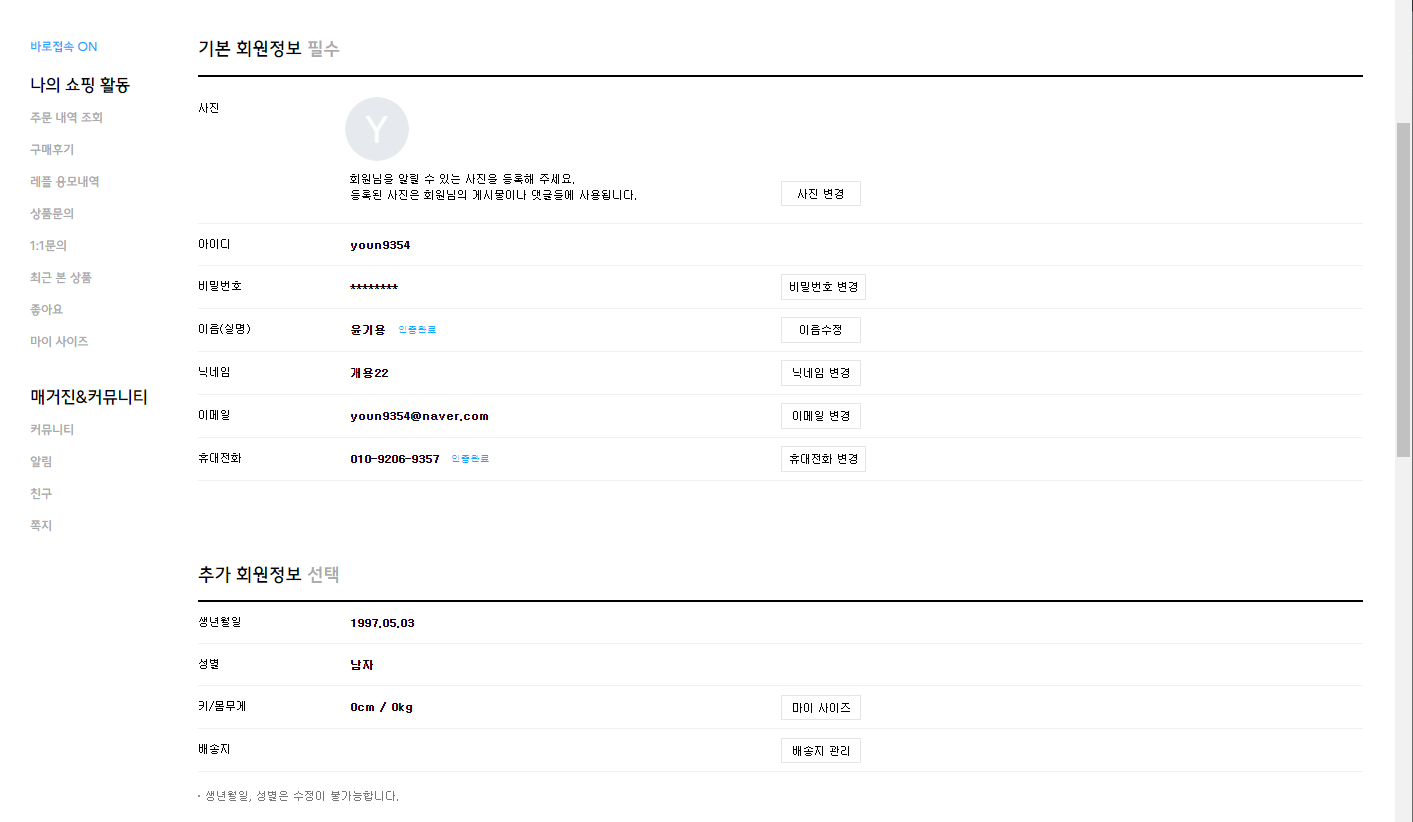 바로접속 ON
나의 쇼핑 활동
주문 내역 조회
구매후기
레플 응모내역
상품문의
1:1문의
최근 본 상품
좋아요
마이 사이즈
매거진&커뮤니티
커뮤니티
알림
친구
쪽지
기본 회원정보 필수
사진
Y
회원님을 알릴 수 있는 사진을 등록해 주세요.
등록된 사진은 회원님의 게시물이나 댓글들에 사용됩니다.
사진 변경
아이디 youn9354
비밀번호 ******** 비밀번호 변경
이름(실명) 윤기용 인증완료 이름수정
닉네임 개용22 닉네임 변경
이메일 youn9354@naver.com 이메일 변경
휴대전화 010-9206-9357 인증완료 휴대전화 변경
추가 회원정보 선택
생년월일 1997.05.03
성별 남자
키/몸무게 0cm / 0kg 마이 사이즈
배송지 배송지 관리
· 생년월일, 성별은 수정이 불가능합니다.